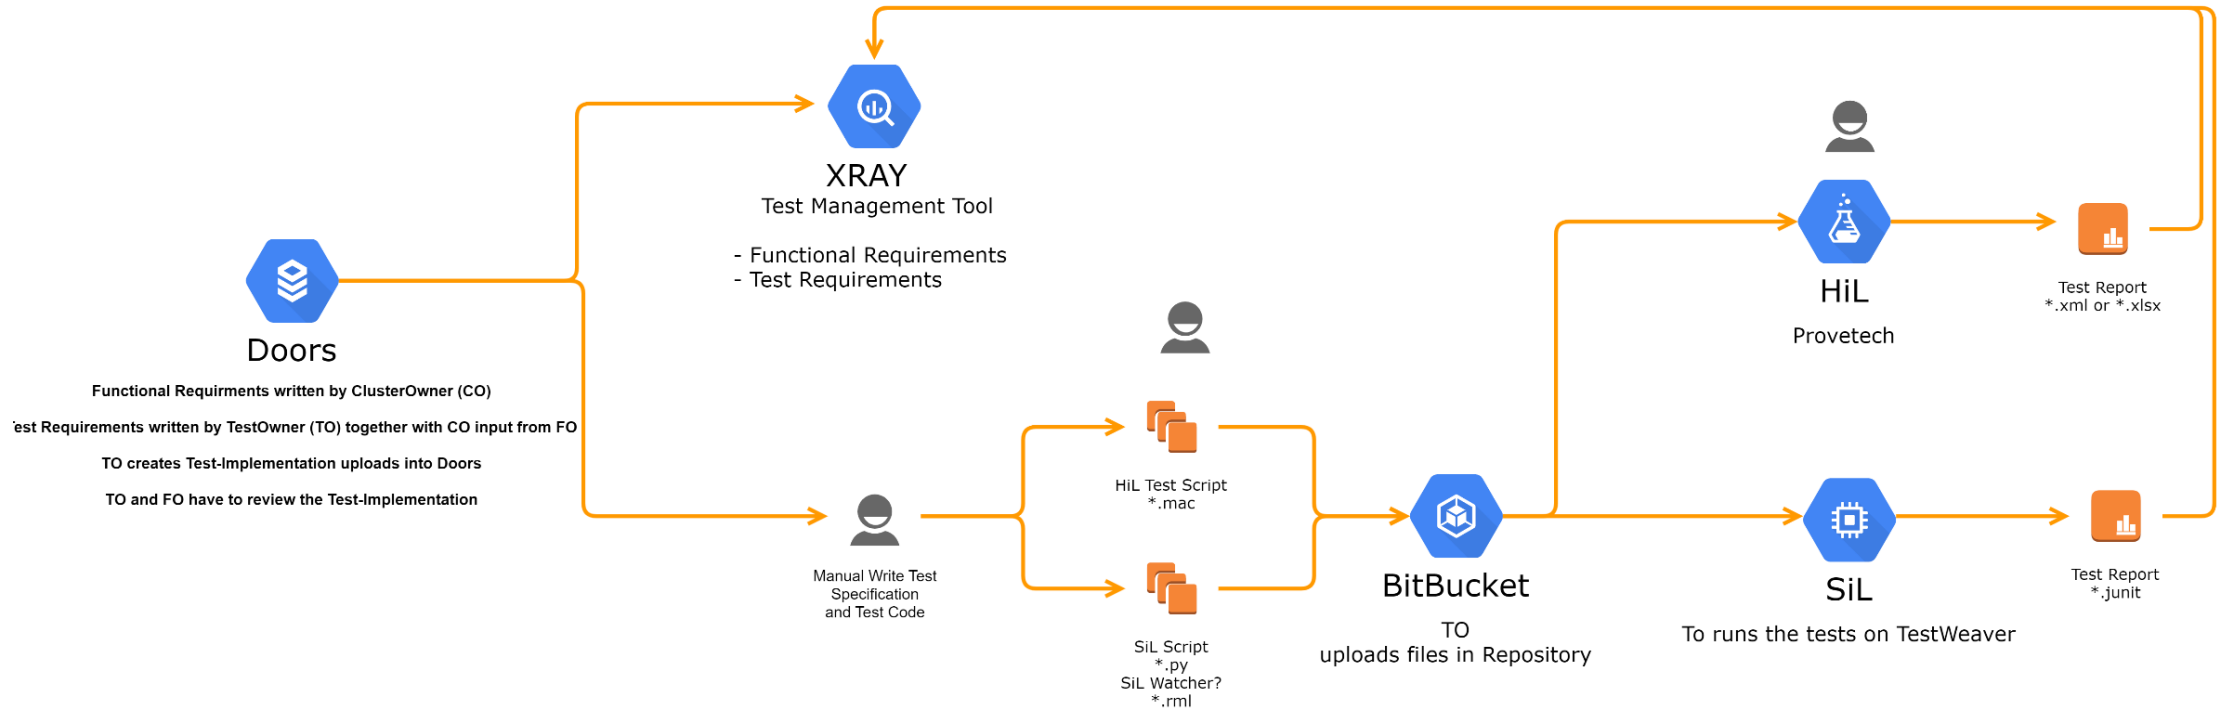 XRAY
Test Management Tool
- Functional Requirements
- Test Requirements
Doors
Functional Requirments written by ClusterOwner (CO)
est Requirements written by TestOwner (TO) together with CO input from FO
TO creates Test-Implementation uploads into Doors
TO and FO have to review the Test-Implementation
Manual Write Test
Specification
and Test Code
HiL Test Script
*.mac
SiL Script
*.py
SiL Watcher?
*.rml
BitBucket
TO
uploads files in Repository
HiL
Provetech
Test Report
*.xml or *.xlsx
SiL
To runs the tests on TestWeaver
Test Report
*.junit